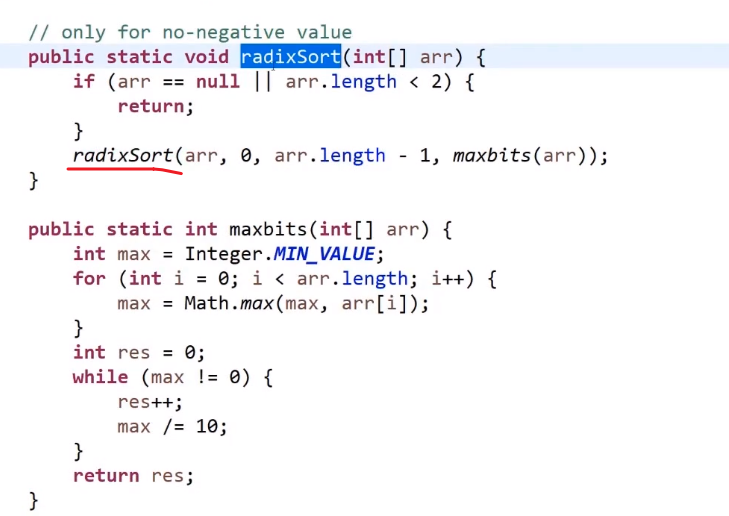 // only for no-negative value
public static void radixSort(int[] arr) {
    if (arr == null || arr.length < 2) {
        return;
    }
    radixSort(arr, 0, arr.length - 1, maxbits(arr));
}
public static int maxbits(int[] arr) {
    int max = Integer.MIN_VALUE;
    for (int i = 0; i < arr.length; i++) {
        max = Math.max(max, arr[i]);
    }
    int res = 0;
    while (max != 0) {
        res++;
        max /= 10;
    }
    return res;
}